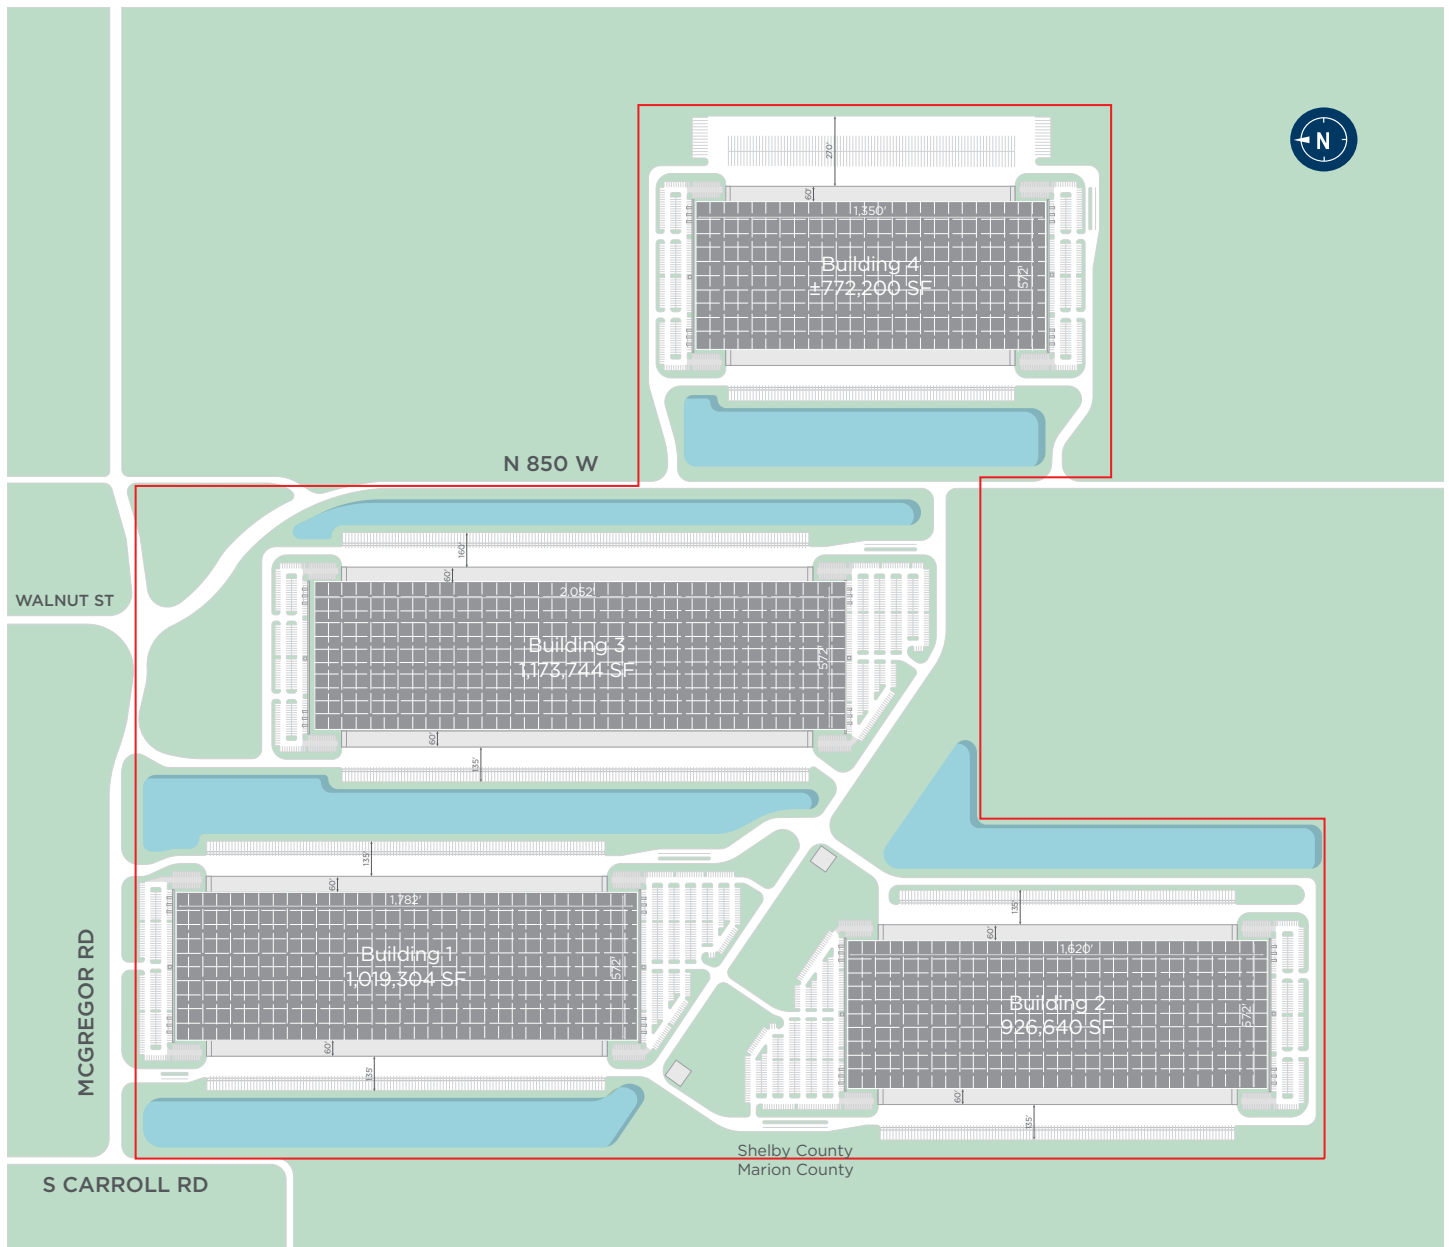 N
270'
60'
1,350'
Building 4
±772,200 SF
572'
N 850 W
160'
60'
2,052'
WALNUT ST
Building 3
1,173,744 SF
572'
60'
135'
135'
60'
1,782'
Building 1
1,019,304 SF
572'
60'
135'
MCGREGOR RD
135'
60'
1,620'
Building 2
926,640 SF
572'
60'
135'
Shelby County
Marion County
S CARROLL RD